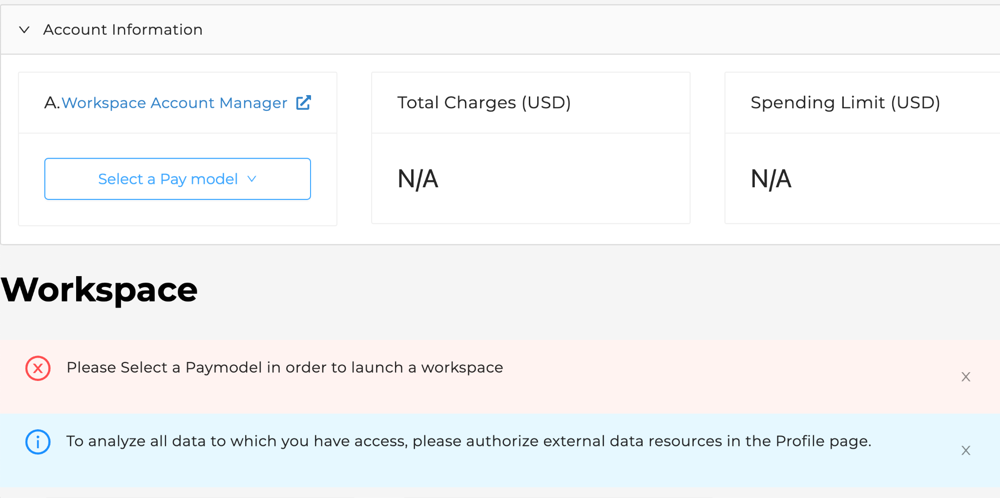 Account Information
A.Workspace Account Manager
Total Charges (USD)
Spending Limit (USD)
Select a Pay model
N/A
N/A
Workspace
Please Select a Paymodel in order to launch a workspace
To analyze all data to which you have access, please authorize external data resources in the Profile page.